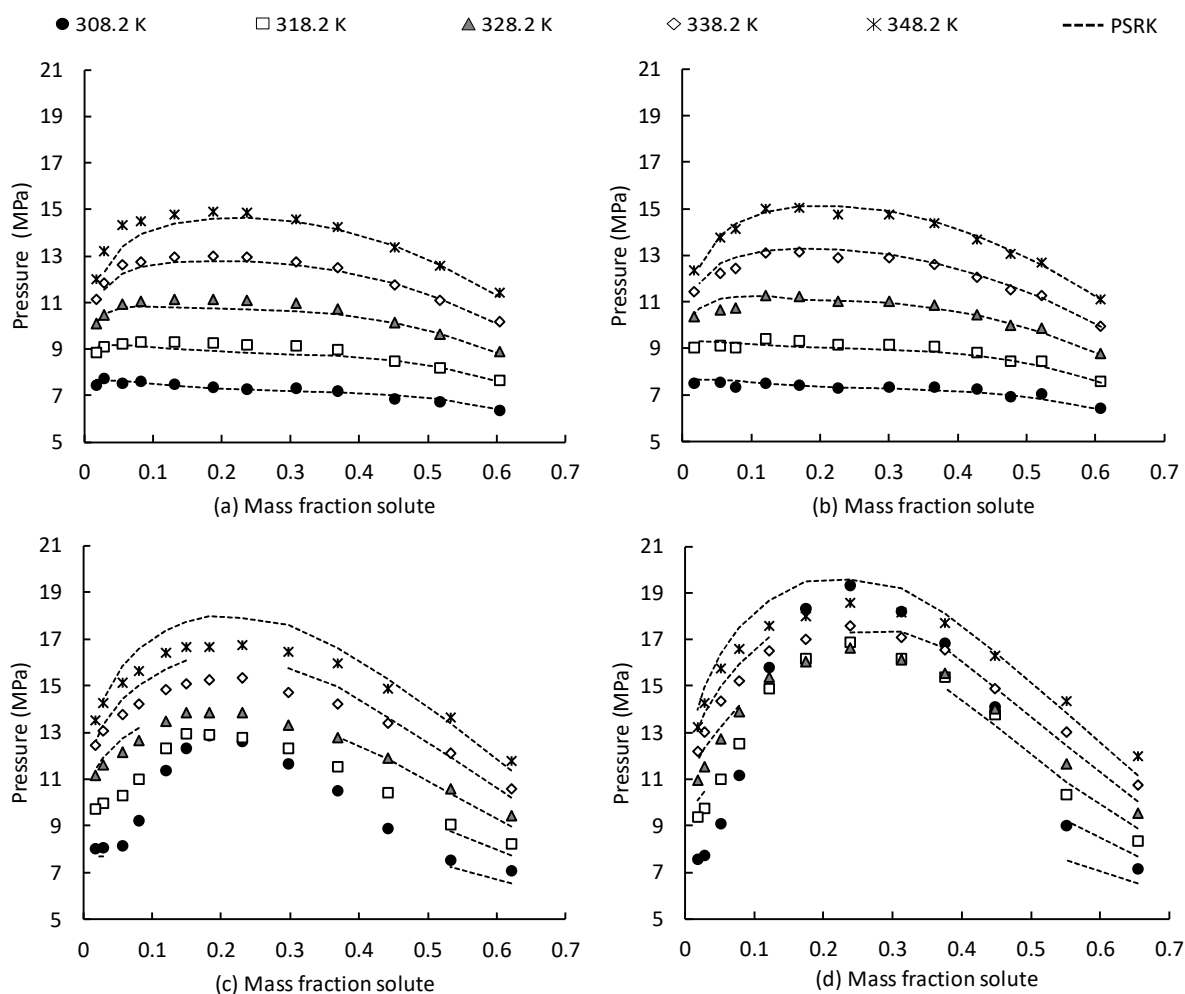 308.2 K 318.2 K 328.2 K 338.2 K 348.2 K PSRK
21
19
17
15
13
11
9
7
5
Pressure (MPa)
0 0.1 0.2 0.3 0.4 0.5 0.6 0.7
(a) Mass fraction solute
21
19
17
15
13
11
9
7
5
Pressure (MPa)
0 0.1 0.2 0.3 0.4 0.5 0.6 0.7
(b) Mass fraction solute
21
19
17
15
13
11
9
7
5
Pressure (MPa)
0 0.1 0.2 0.3 0.4 0.5 0.6 0.7
(c) Mass fraction solute
21
19
17
15
13
11
9
7
5
Pressure (MPa)
0 0.1 0.2 0.3 0.4 0.5 0.6 0.7
(d) Mass fraction solute